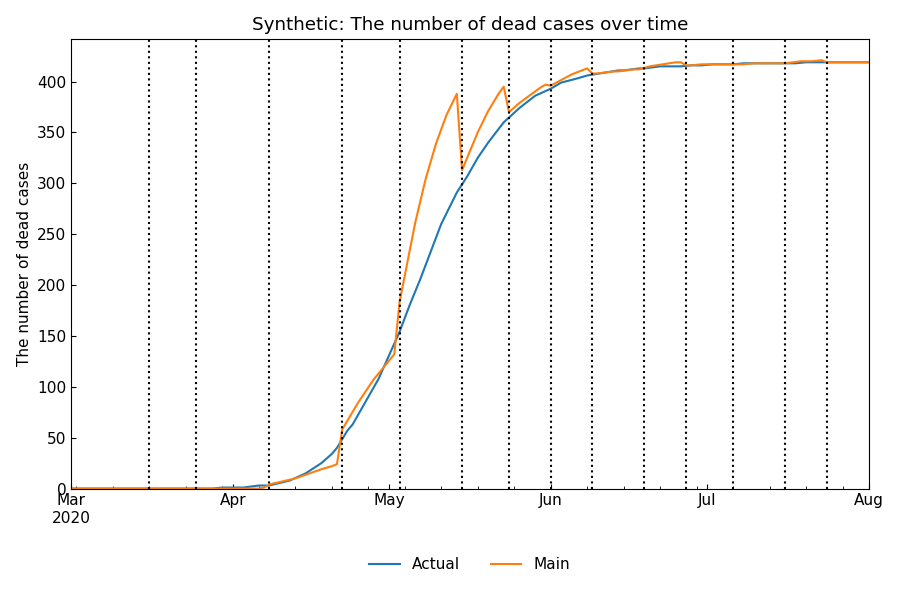 Synthetic: The number of dead cases over time
The number of dead cases
400
350
300
250
200
150
100
50
0
Mar Apr May Jun Jul Aug
2020
Actual Main